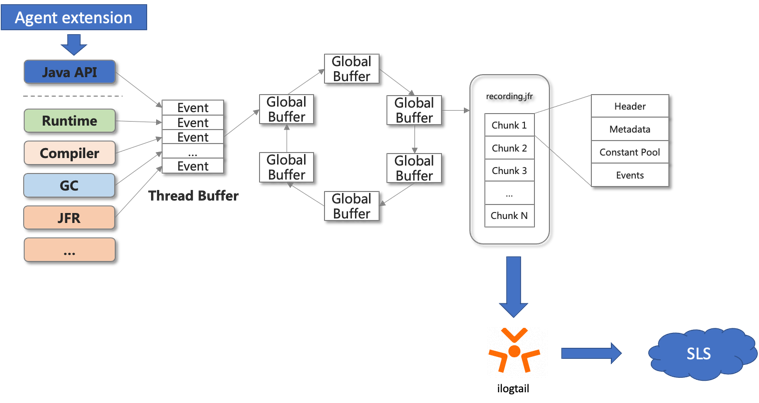 Agent extension
Java API
Runtime
Compiler
GC
JFR
...
Event
Event
Event
...
Event
Thread Buffer
Global
Buffer
Global
Buffer
Global
Buffer
Global
Buffer
Global
Buffer
Global
Buffer
recording.jfr
Chunk 1
Chunk 2
Chunk 3
...
Chunk N
Header
Metadata
Constant Pool
Events
ilogtail
SLS